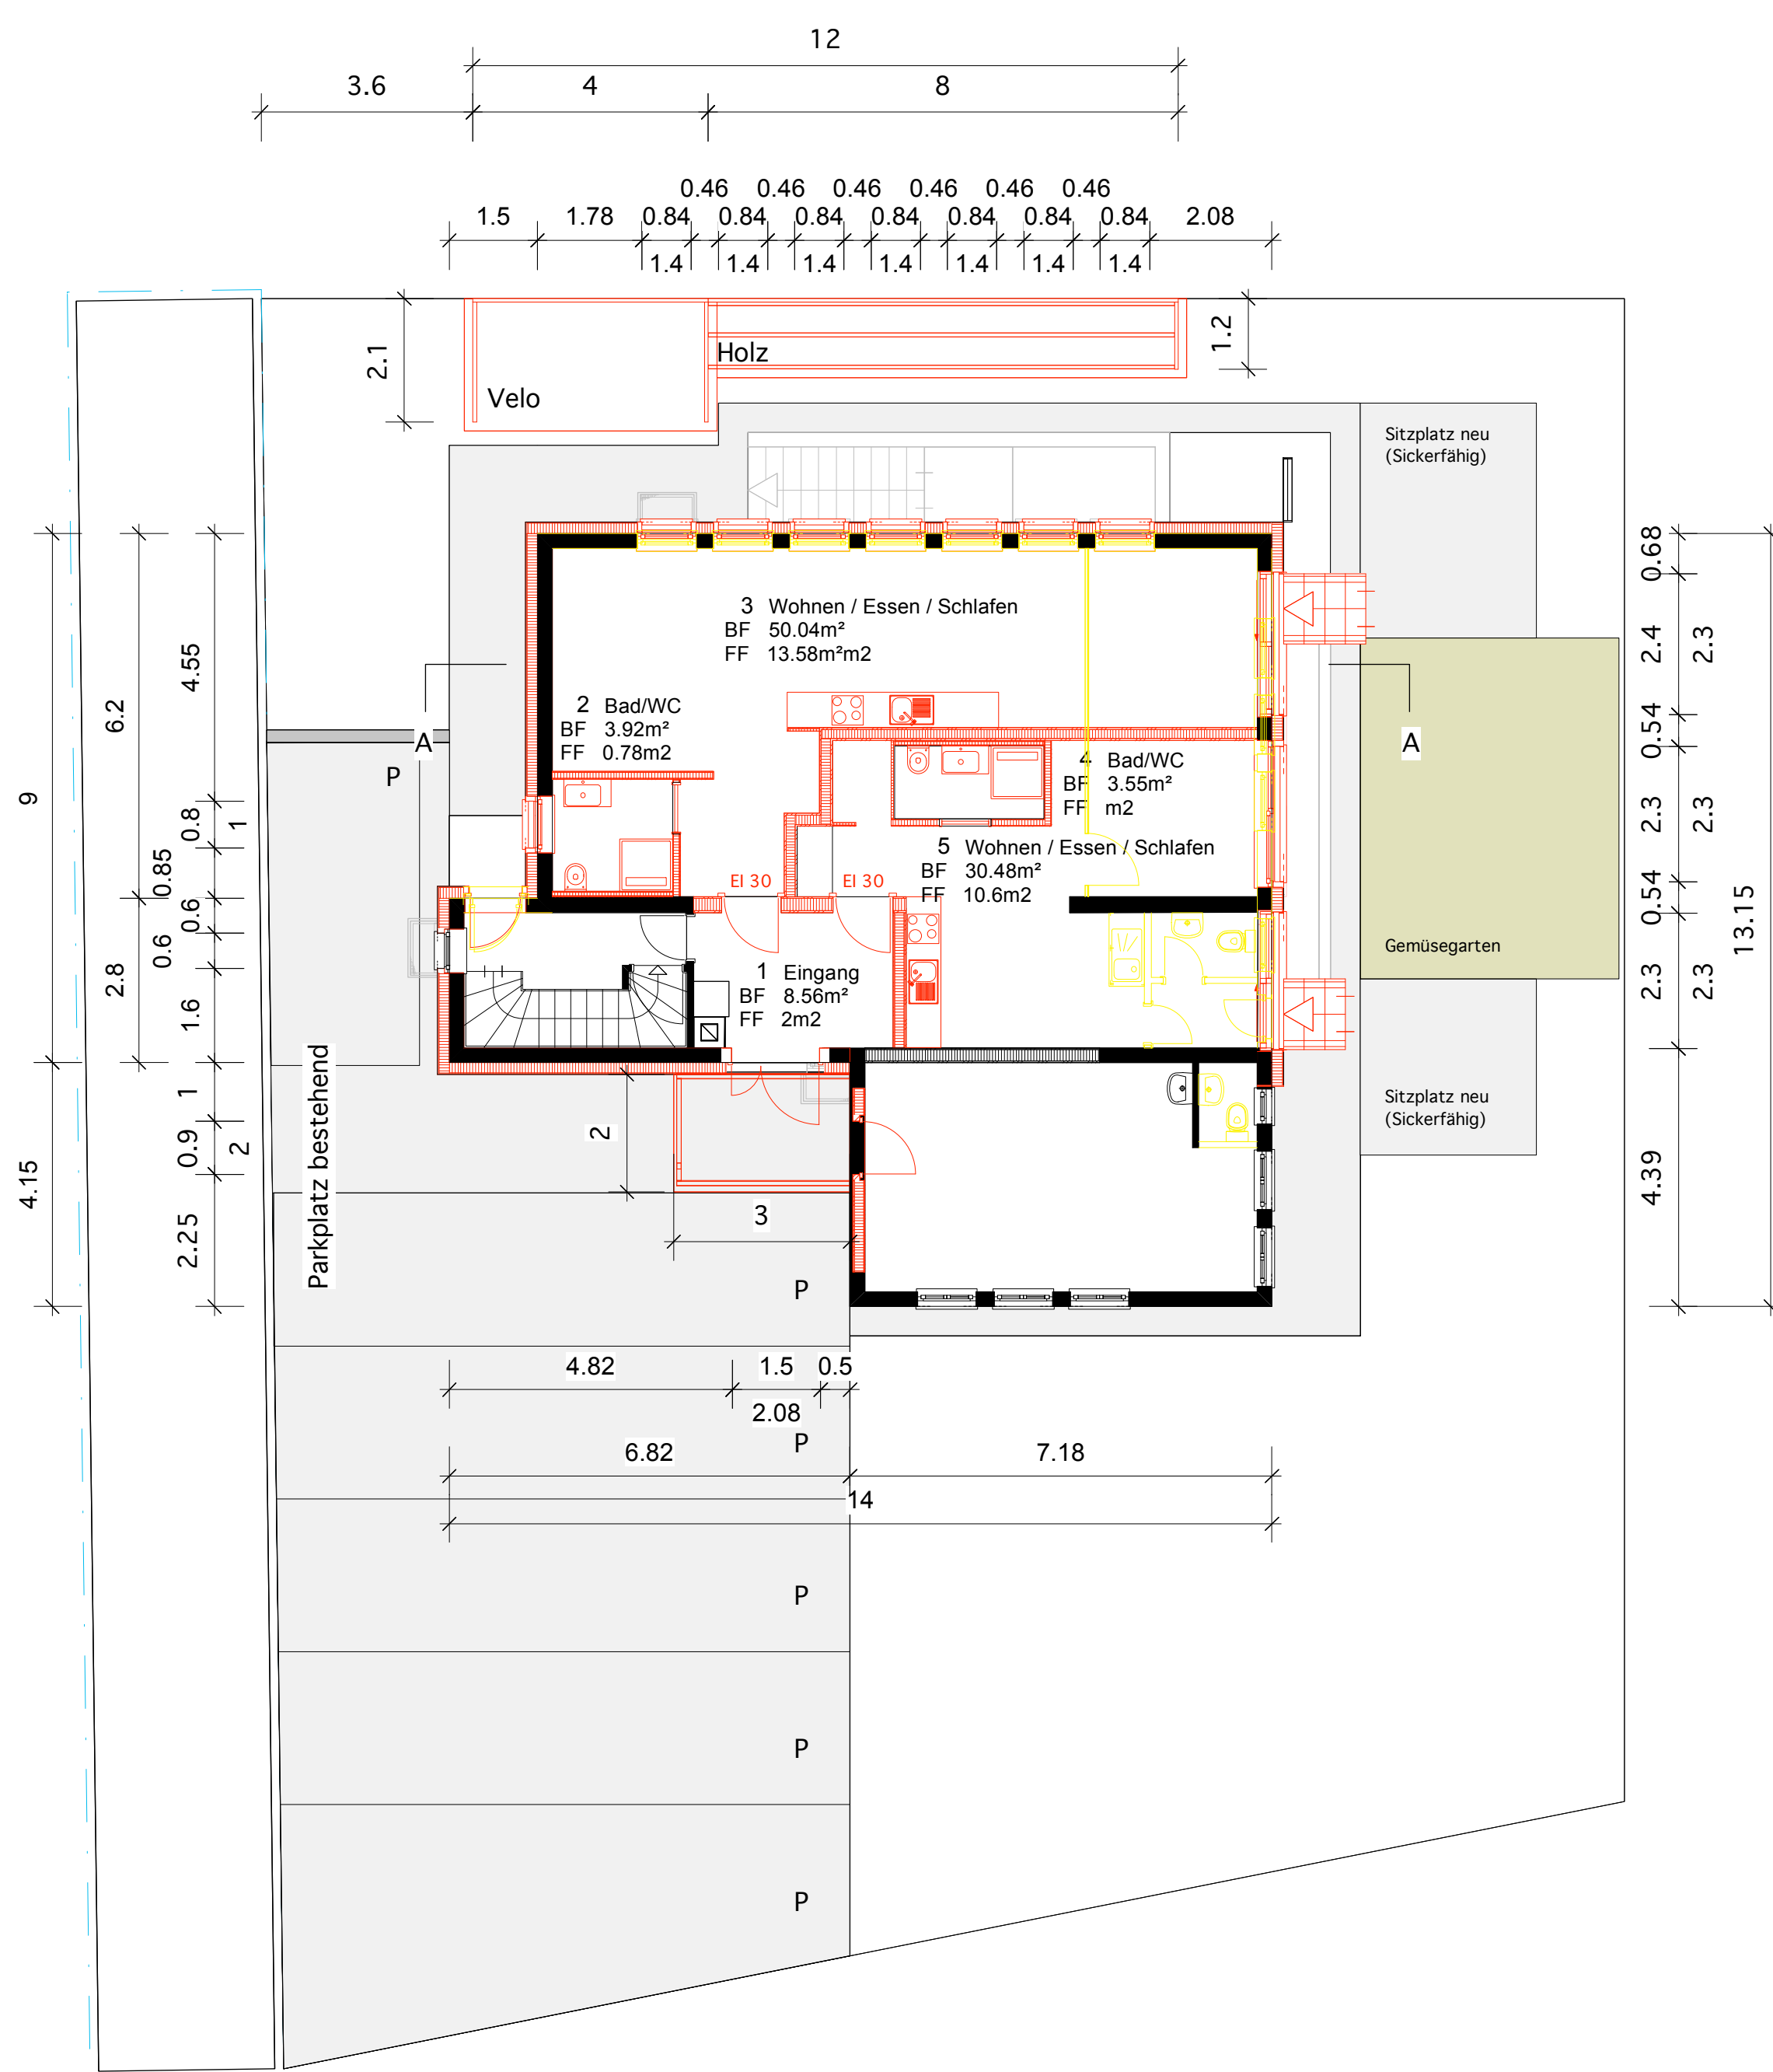 12
3.6
4
8
0.46 0.46 0.46 0.46 0.46 0.46
1.5 1.78 0.84 0.84 0.84 0.84 0.84 0.84 0.84 2.08
1.4 1.4 1.4 1.4 1.4 1.4 1.4
2.1
Holz
1.2
Velo
Sitzplatz neu
(Sickerfähig)
9
6.2
2.8
4.15
4.55
0.8
1
0.85
0.6
0.6
1.6
1
0.9
2
2.25
3 Wohnen / Essen / Schlafen
BF 50.04m²
FF 13.58m²m2
2 Bad/WC
BF 3.92m²
FF 0.78m2
4 Bad/WC
BF 3.55m²
FF m2
5 Wohnen / Essen / Schlafen
BF 30.48m²
FF 10.6m2
EI 30
EI 30
1 Eingang
BF 8.56m²
FF 2m2
A
A
P
0.68
2.4
2.3
0.54
2.3
2.3
0.54
2.3
2.3
4.39
13.15
Gemüsegarten
Sitzplatz neu
(Sickerfähig)
Parkplatz bestehend
2
3
P
4.82 1.5 0.5
2.08
P
6.82 7.18
14
P
P
P